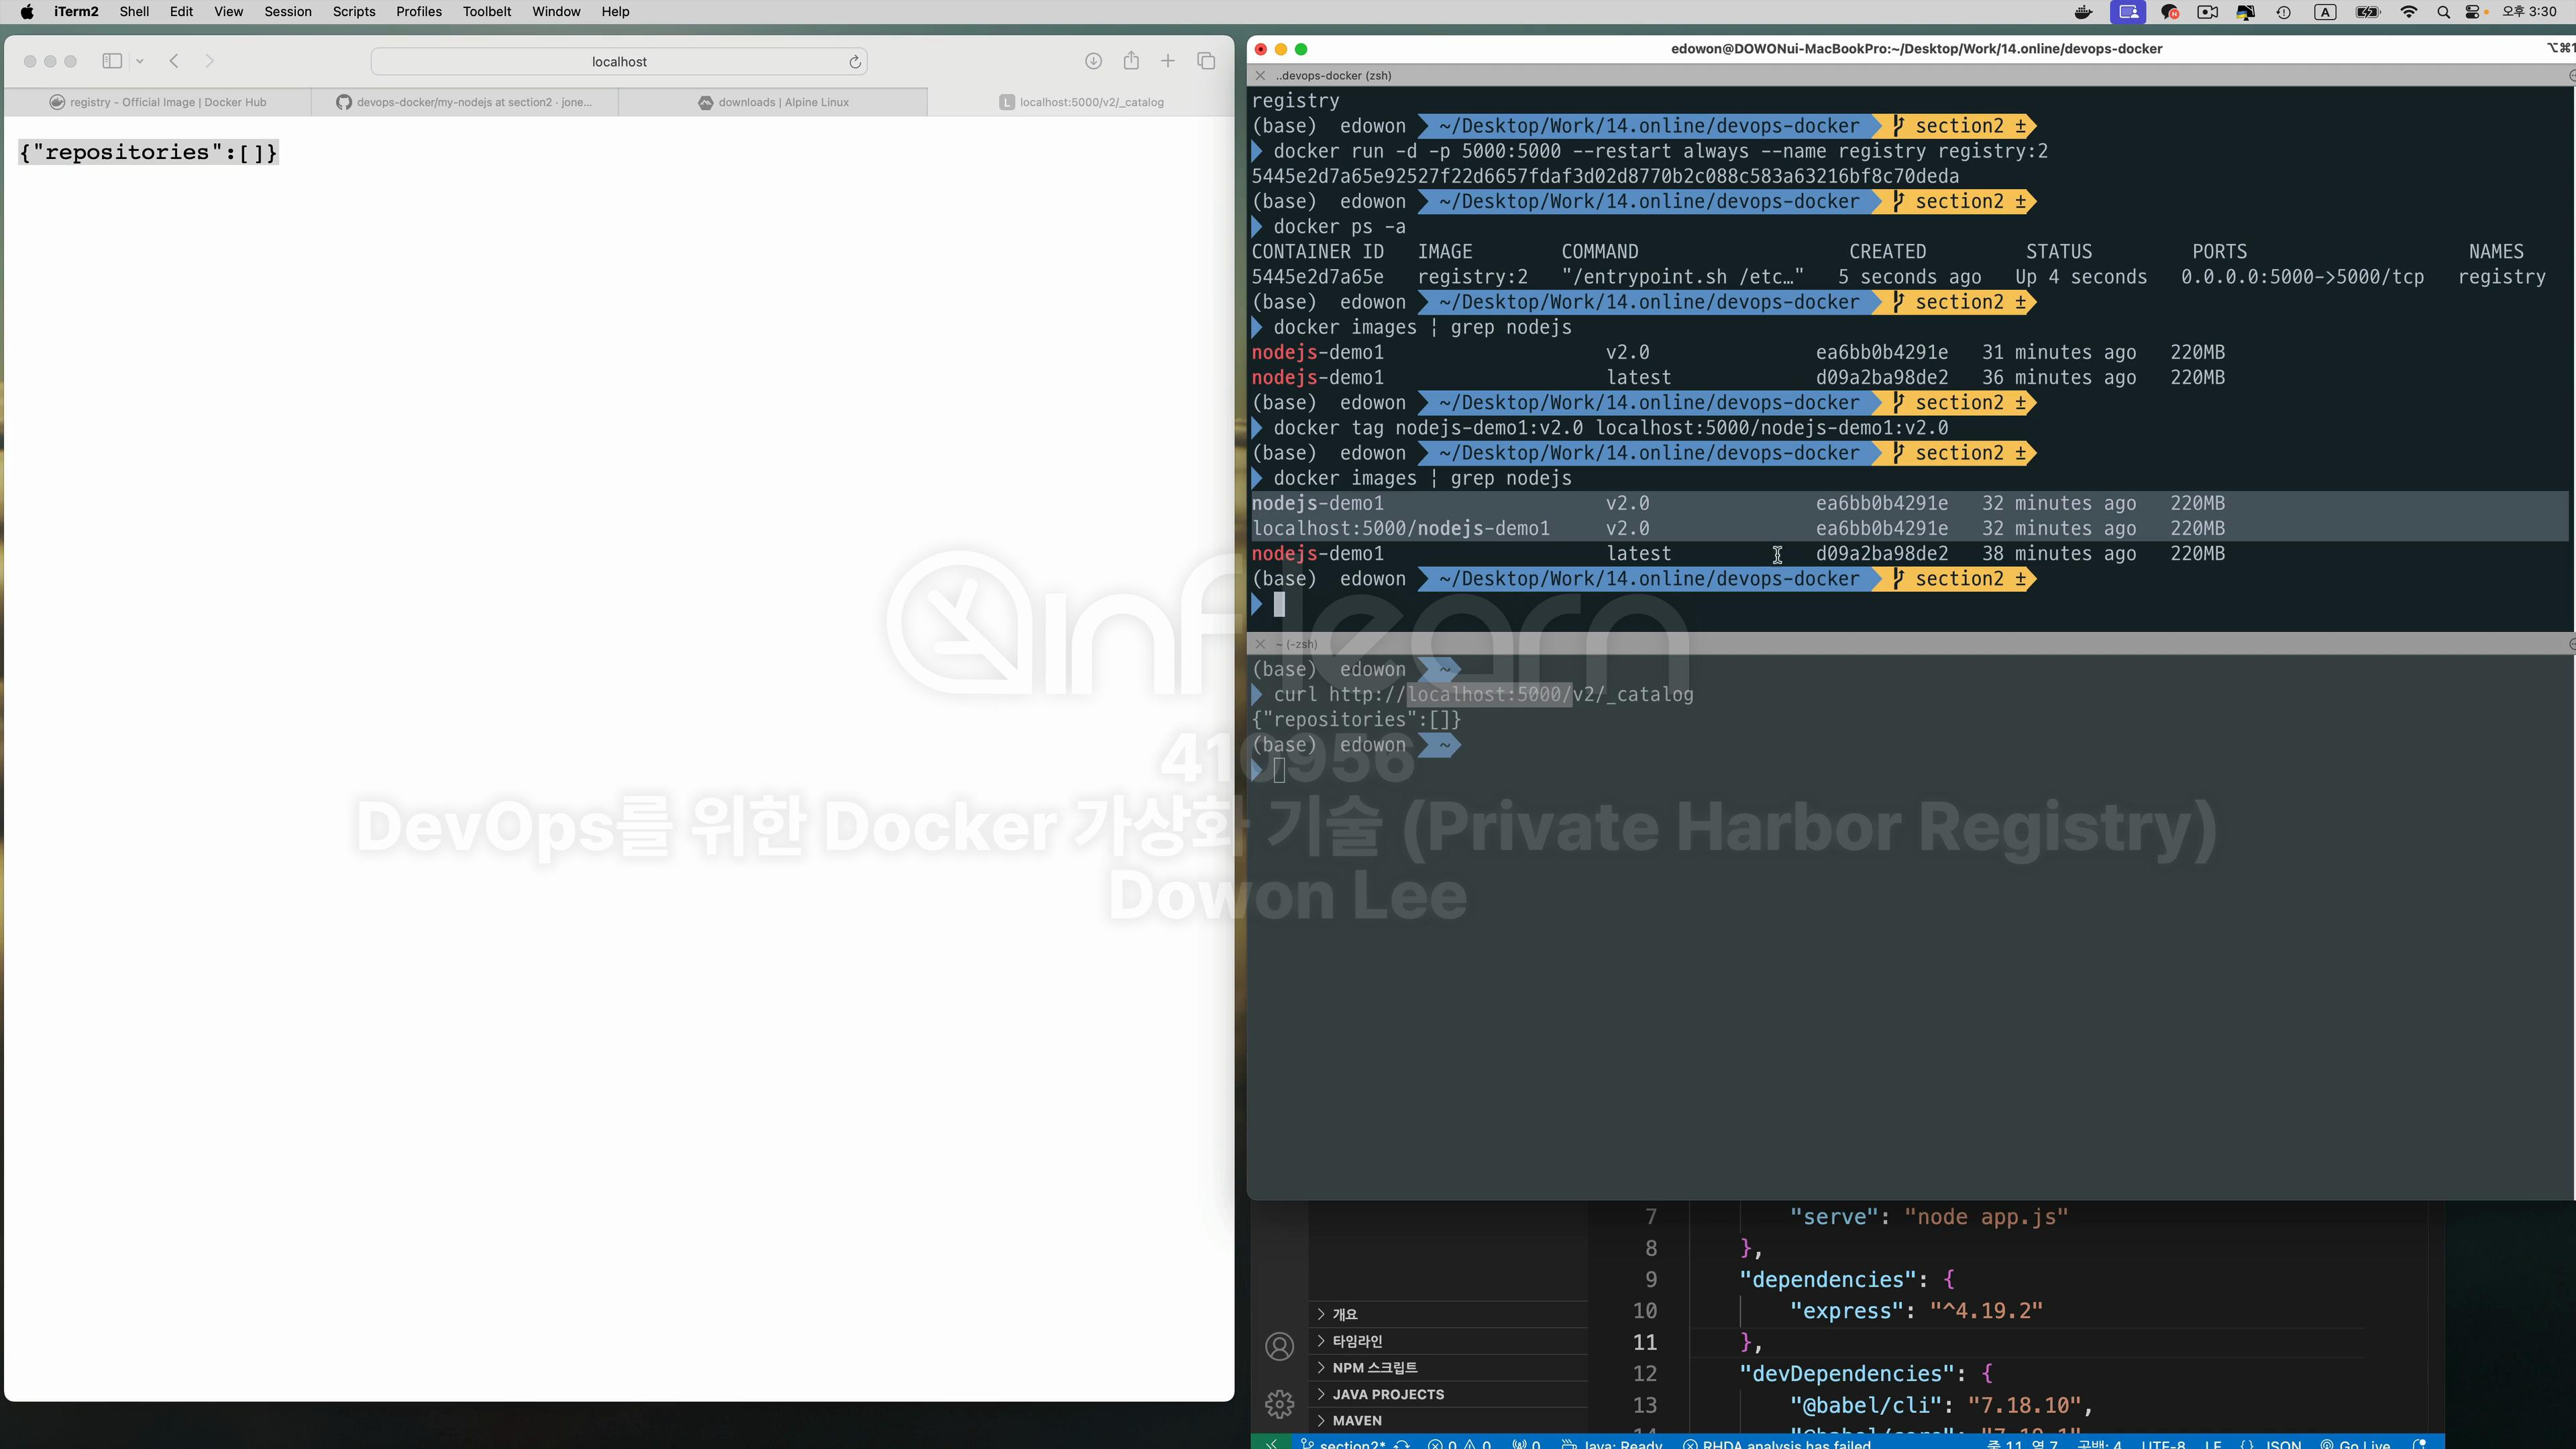 iTerm2 Shell Edit View Session Scripts Profiles Toolbelt Window Help
A 오후 3:30
localhost
registry - Official Image | Docker Hub
devops-docker/my-nodejs at section2 · jone...
downloads | Alpine Linux
L localhost:5000/v2/_catalog
{"repositories":[]}
edowon@DOWONui-MacBookPro:~/Desktop/Work/14.online/devops-docker
..devops-docker (zsh)
registry
(base) edowon ~/Desktop/Work/14.online/devops-docker section2 ±
docker run -d -p 5000:5000 --restart always --name registry registry:2
5445e2d7a65e92527f22d6657fdaf3d02d8770b2c088c583a63216bf8c70deda
(base) edowon ~/Desktop/Work/14.online/devops-docker section2 ±
docker ps -a
CONTAINER ID IMAGE COMMAND CREATED STATUS PORTS NAMES
5445e2d7a65e registry:2 "/entrypoint.sh /etc…" 5 seconds ago Up 4 seconds 0.0.0.0:5000->5000/tcp registry
(base) edowon ~/Desktop/Work/14.online/devops-docker section2 ±
docker images | grep nodejs
nodejs-demo1 v2.0 ea6bb0b4291e 31 minutes ago 220MB
nodejs-demo1 latest d09a2ba98de2 36 minutes ago 220MB
(base) edowon ~/Desktop/Work/14.online/devops-docker section2 ±
docker tag nodejs-demo1:v2.0 localhost:5000/nodejs-demo1:v2.0
(base) edowon ~/Desktop/Work/14.online/devops-docker section2 ±
docker images | grep nodejs
nodejs-demo1 v2.0 ea6bb0b4291e 32 minutes ago 220MB
localhost:5000/nodejs-demo1 v2.0 ea6bb0b4291e 32 minutes ago 220MB
nodejs-demo1 latest d09a2ba98de2 38 minutes ago 220MB
(base) edowon ~/Desktop/Work/14.online/devops-docker section2 ±
~ (-zsh)
(base) edowon ~
curl http://localhost:5000/v2/_catalog
{"repositories":[]}
(base) edowon ~
inflearn
410956
DevOps를 위한 Docker 가상화 기술 (Private Harbor Registry)
Dowon Lee
개요
타임라인
NPM 스크립트
JAVA PROJECTS
MAVEN
7 "serve": "node app.js"
8 },
9 "dependencies": {
10 "express": "^4.19.2"
11 },
12 "devDependencies": {
13 "@babel/cli": "7.18.10",
section2* 0 0 0 Java: Ready RHDA analysis has failed 줄 11, 열 7 공백: 4 UTF-8 LF {} JSON Go Live